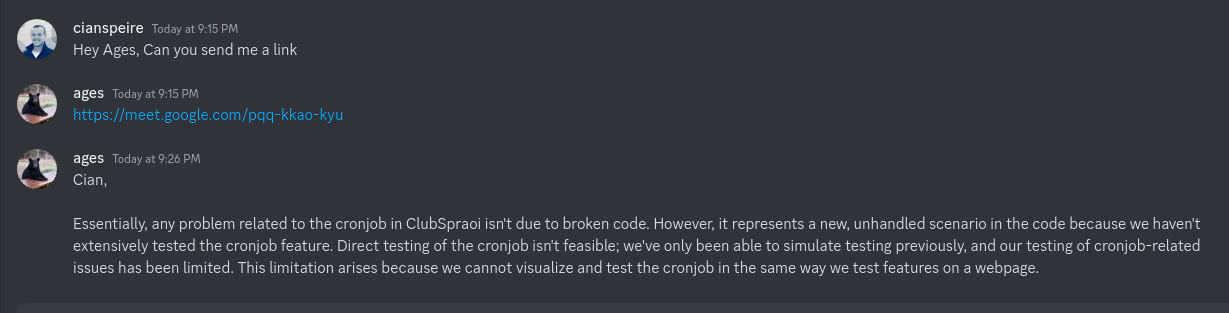 cianspeire Today at 9:15 PM
Hey Ages, Can you send me a link
ages Today at 9:15 PM
https://meet.google.com/pqq-kkao-kyu
ages Today at 9:26 PM
Cian,
Essentially, any problem related to the cronjob in ClubSpraoi isn't due to broken code. However, it represents a new, unhandled scenario in the code because we haven't
extensively tested the cronjob feature. Direct testing of the cronjob isn't feasible; we've only been able to simulate testing previously, and our testing of cronjob-related
issues has been limited. This limitation arises because we cannot visualize and test the cronjob in the same way we test features on a webpage.